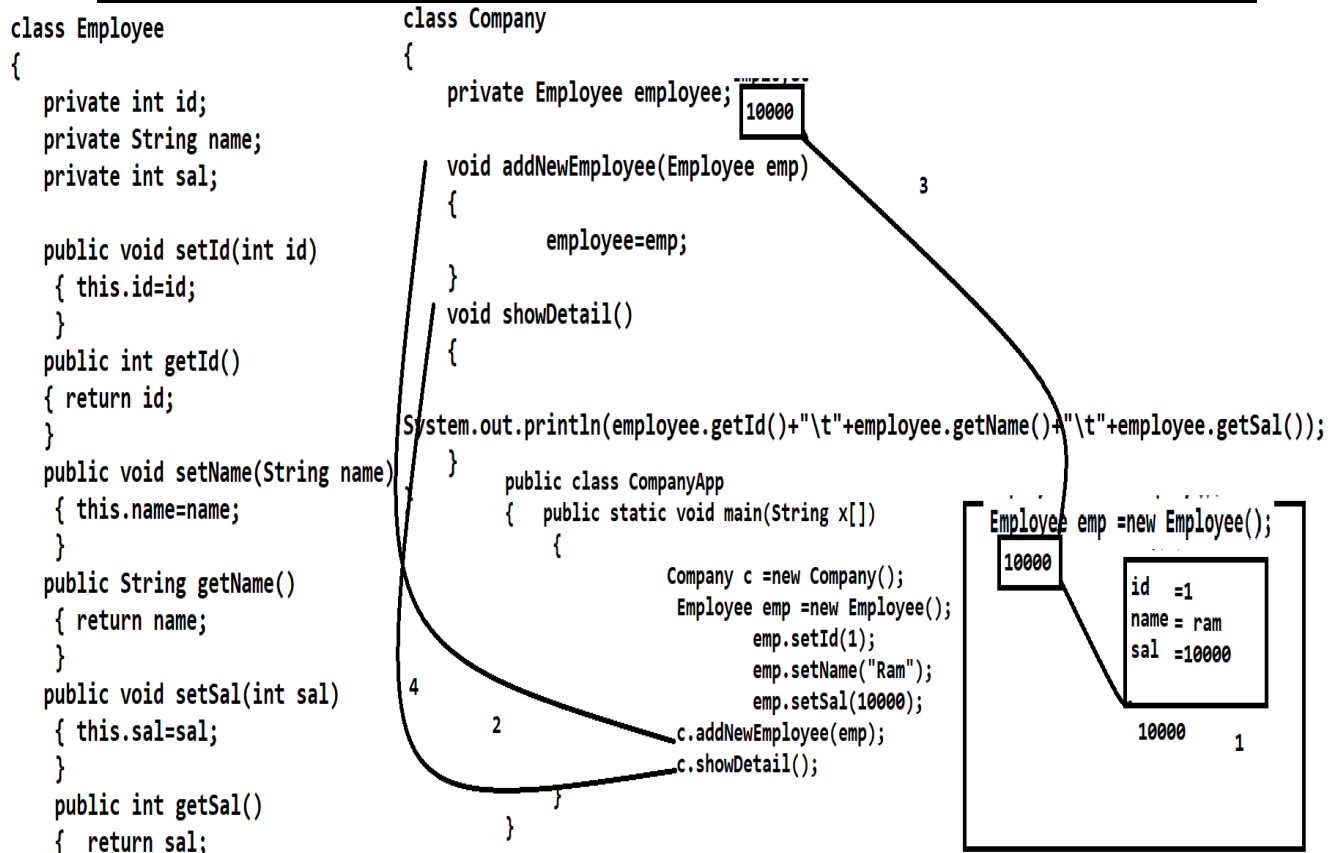 class Employee
{
private int id;
private String name;
private int sal;
public void setId(int id)
{ this.id=id;
}
public int getId()
{ return id;
}
public void setName(String name)
{ this.name=name;
}
public String getName()
{ return name;
}
public void setSal(int sal)
{ this.sal=sal;
}
public int getSal()
{ return sal;
class Company
{
private Employee employee;
10000
void addNewEmployee(Employee emp)
{
employee=emp;
}
void showDetail()
{
System.out.println(employee.getId()+"\t"+employee.getName()+"\t"+employee.getSal());
}
3
public class CompanyApp
{ public static void main(String x[])
{
Company c =new Company();
Employee emp =new Employee();
emp.setId(1);
emp.setName("Ram");
emp.setSal(10000);
c.addNewEmployee(emp);
c.showDetail();
}
}
4
2
Employee emp =new Employee();
10000
id =1
name = ram
sal =10000
10000
1